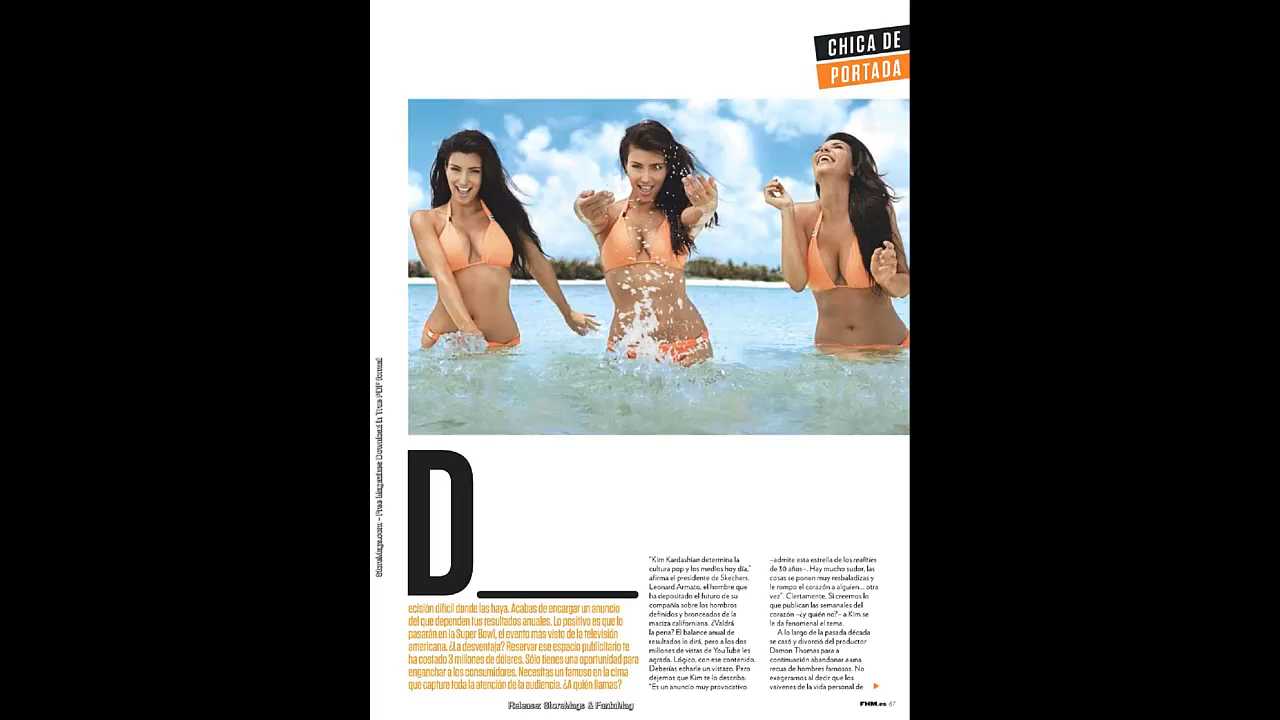 CHICA DE
PORTADA
D
ecisión difícil donde las haya. Acabas de encargar un anuncio
del que dependen tus resultados anuales. Lo positivo es que lo
pasarán en la Super Bowl, el evento más visto de la televisión
americana. ¿La desventaja? Reservar ese espacio publicitario te
ha costado 3 millones de dólares. Sólo tienes una oportunidad para
enganchar a los consumidores. Necesitas un famoso en la cima
que capture toda la atención de la audiencia. ¿A quién llamas?
"Kim Kardashian determina la
cultura pop y los medios hoy día,"
afirma el presidente de Skechers,
Leonard Armato, el hombre que
ha depositado el futuro de su
compañía sobre los hombros
definidos y bronceados de la
maciza californiana. ¿Valdrá
la pena? El balance anual de
resultados lo dirá, pero a dos
millones de vistas de YouTube les
agrada. Lógico, con ese contenido.
Deberías echarle un vistazo. Pero
dejemos que Kim te lo describa:
"Es un anuncio muy provocativo
–admite esta estrella de los realities
de 30 años–. Hay mucho sudor, las
cosas se ponen muy resbaladizas y
le rompo el corazón a alguien... otra
vez". Ciertamente. Si creemos lo
que publican las semanales del
corazón –¿y quién no?– a Kim se
le da fenomenal el tema.
A lo largo de la pasada década
se casó y divorció del productor
Damon Thomas para a
continuación abandonar a una
recua de hombres famosos. No
exageramos al decir que los
vaivenes de la vida personal de
FHM.es 67
StoreMags.com - Free Magazines Download in True PDF format
Release: StoreMags & FantaMag